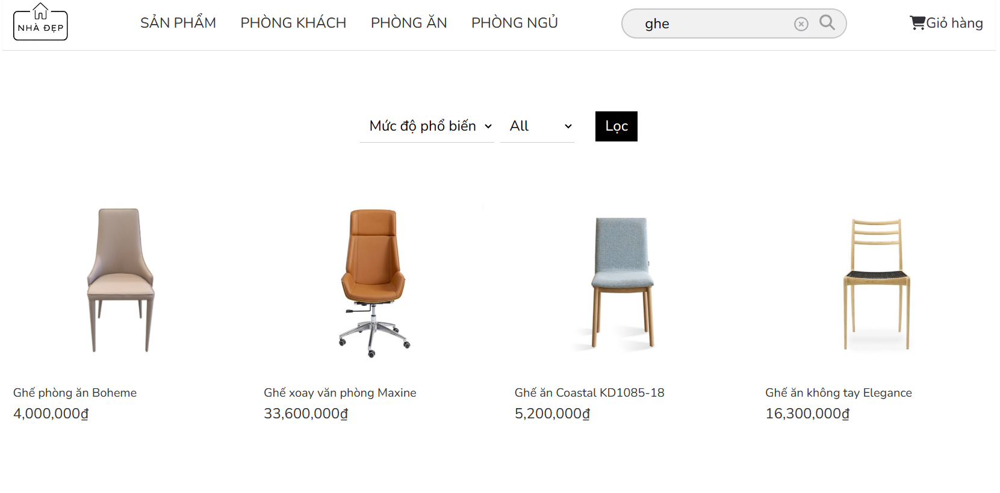 NHÀ ĐẸP
SẢN PHẨM PHÒNG KHÁCH PHÒNG ĂN PHÒNG NGỦ
ghe
Giỏ hàng
Mức độ phổ biến All Lọc
Ghế phòng ăn Boheme
4,000,000₫
Ghế xoay văn phòng Maxine
33,600,000₫
Ghế ăn Coastal KD1085-18
5,200,000₫
Ghế ăn không tay Elegance
16,300,000₫